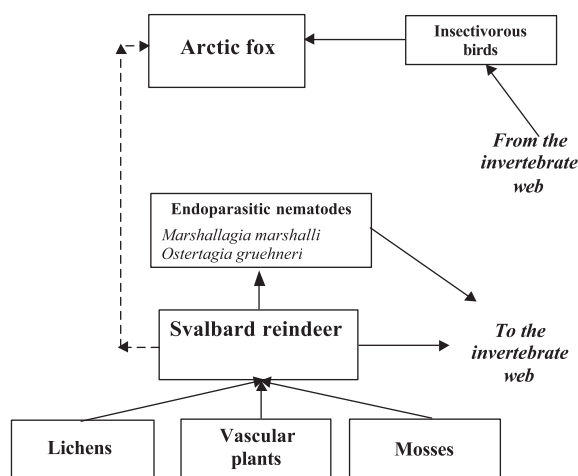 Arctic fox
Insectivorous
birds
From the
invertebrate
web
Endoparasitic nematodes
Marshallagia marshalli
Ostertagia gruehneri
Svalbard reindeer
To the
invertebrate
web
Lichens
Vascular
plants
Mosses